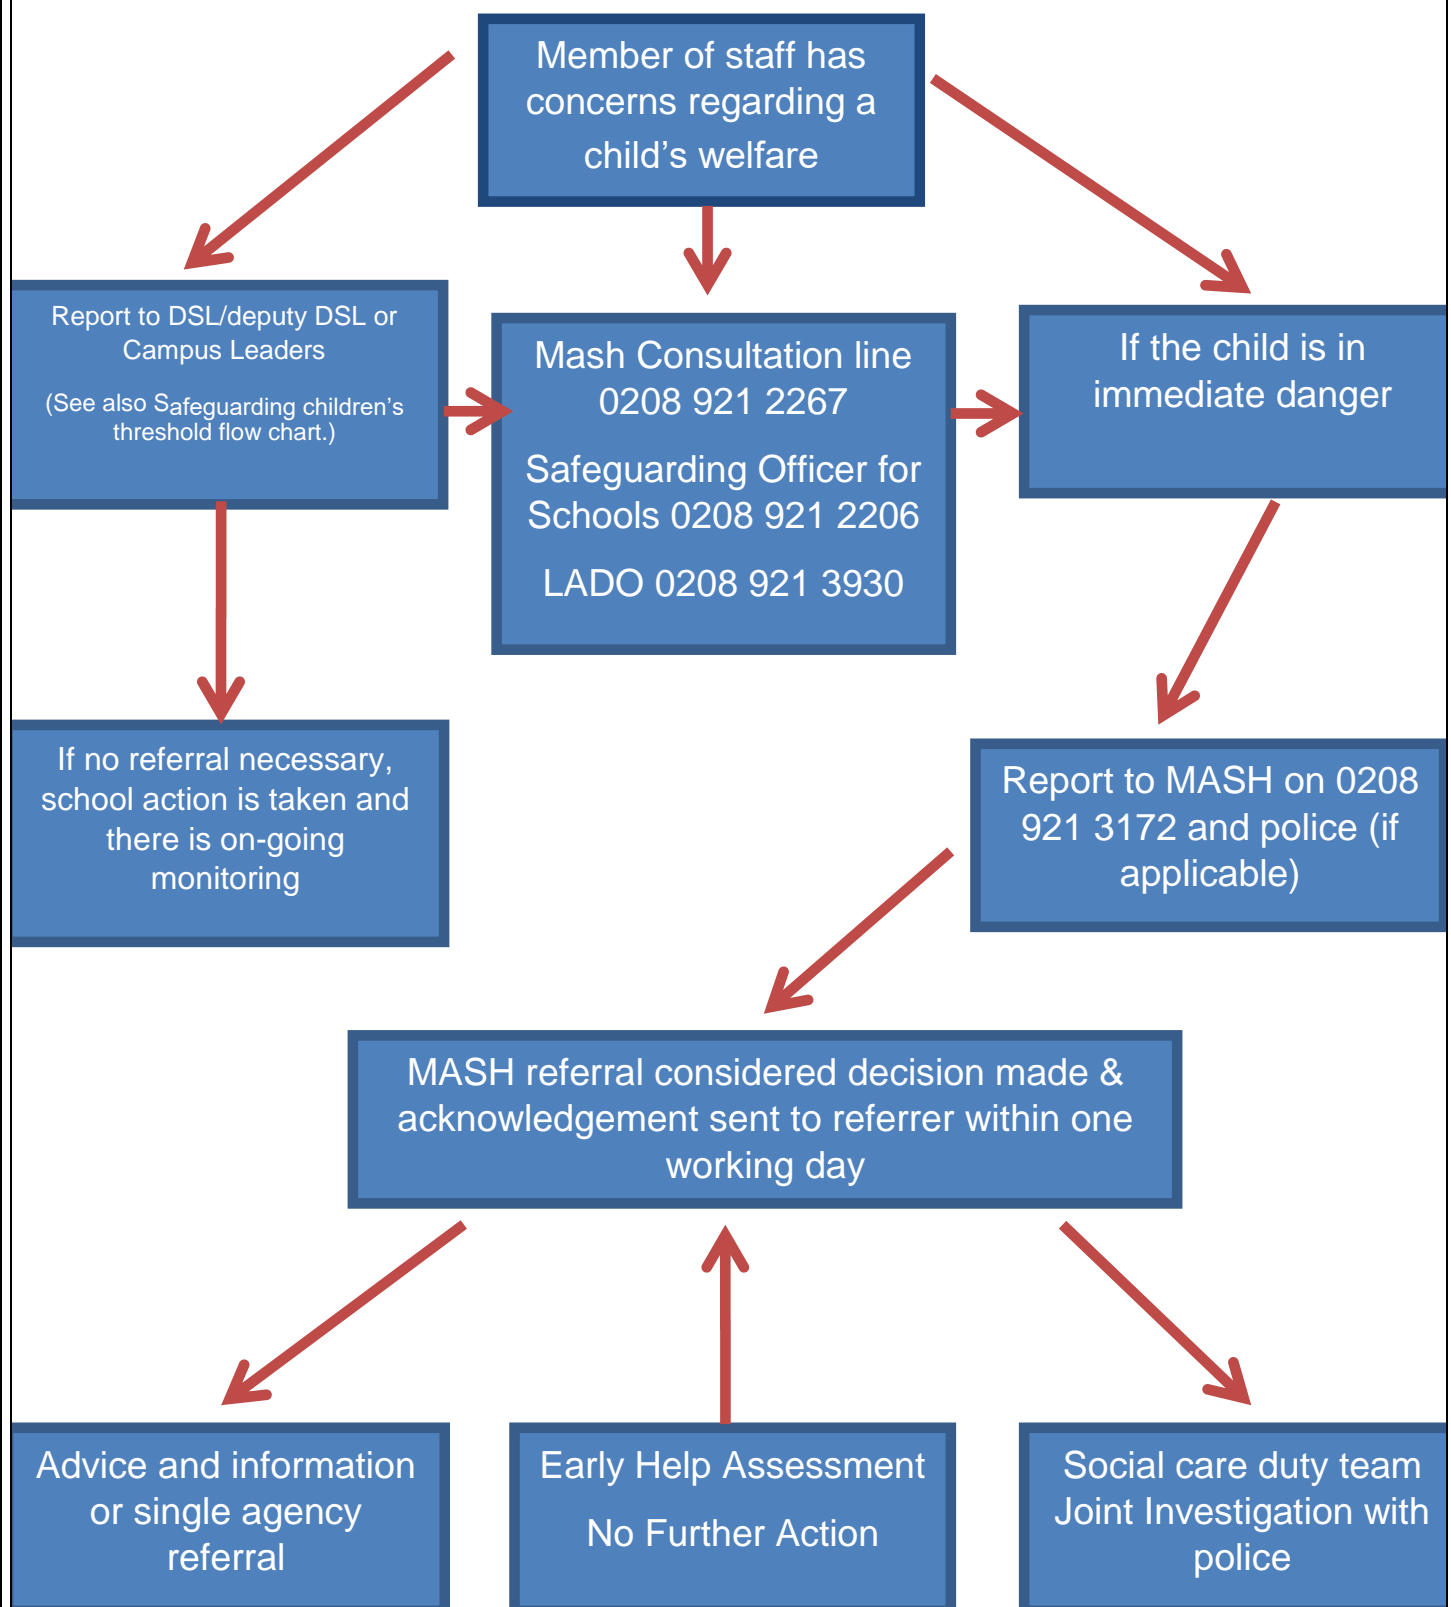 Member of staff has
concerns regarding a
child’s welfare
Report to DSL/deputy DSL or
Campus Leaders
(See also Safeguarding children’s
threshold flow chart.)
Mash Consultation line
0208 921 2267
Safeguarding Officer for
Schools 0208 921 2206
LADO 0208 921 3930
If the child is in
immediate danger
If no referral necessary,
school action is taken and
there is on-going
monitoring
Report to MASH on 0208
921 3172 and police (if
applicable)
MASH referral considered decision made &
acknowledgement sent to referrer within one
working day
Advice and information
or single agency
referral
Early Help Assessment
No Further Action
Social care duty team
Joint Investigation with
police